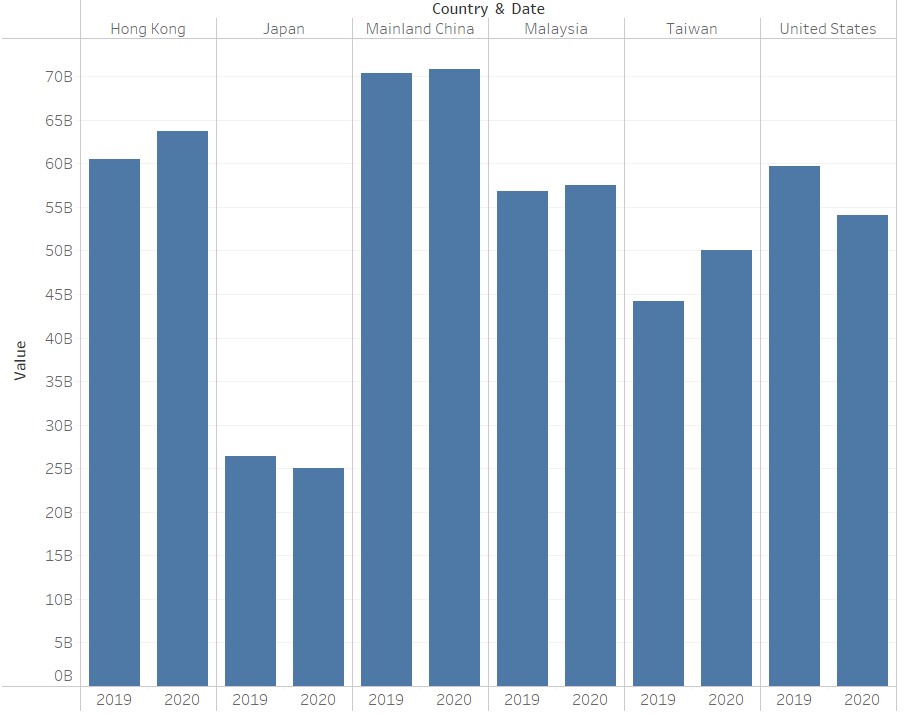 Country & Date
Hong Kong Japan Mainland China Malaysia Taiwan United States
70B
65B
60B
55B
50B
45B
40B
35B
30B
25B
20B
15B
10B
5B
0B
Value
2019 2020 2019 2020 2019 2020 2019 2020 2019 2020 2019 2020